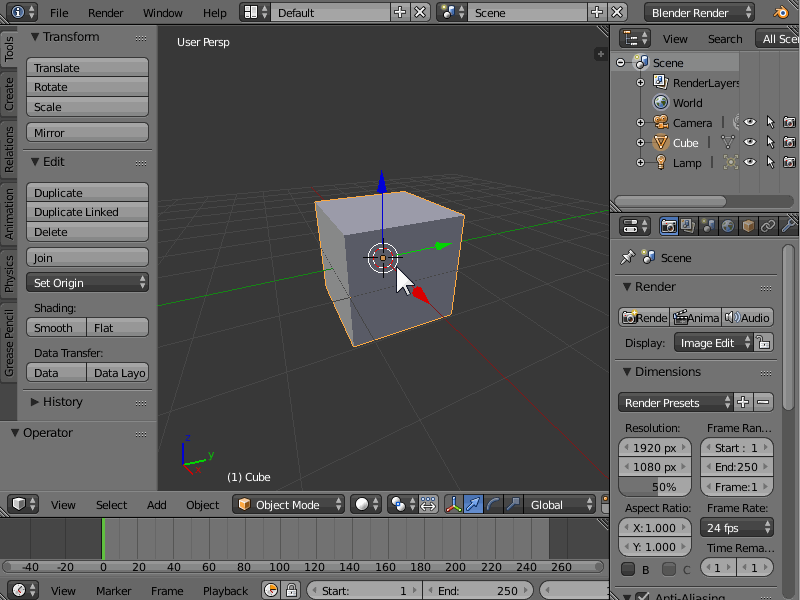 File Render Window Help Default Scene Blender Render
Tools
Create
Relations
Animation
Physics
Grease Pencil
Transform
Translate
Rotate
Scale
Mirror
Edit
Duplicate
Duplicate Linked
Delete
Join
Set Origin
Shading:
Smooth Flat
Data Transfer:
Data Data Layo
History
Operator
User Persp
z
y
(1) Cube
View Select Add Object Object Mode Global
-40 -20 0 20 40 60 80 100 120 140 160 180 200 220 240 260
View Marker Frame Playback Start: 1 End: 250
View Search All Sce
Scene
RenderLayers
World
Camera
Cube
Lamp
Scene
Render
Rende Anima Audio
Display: Image Edit
Dimensions
Render Presets
Resolution: Frame Ran...
1920 px Start : 1
1080 px End:250
50% Frame:1
Aspect Ratio: Frame Rate:
X:1.000 24 fps
Y: 1.000 Time Rema...
B C 1 1
Anti-Aliasing